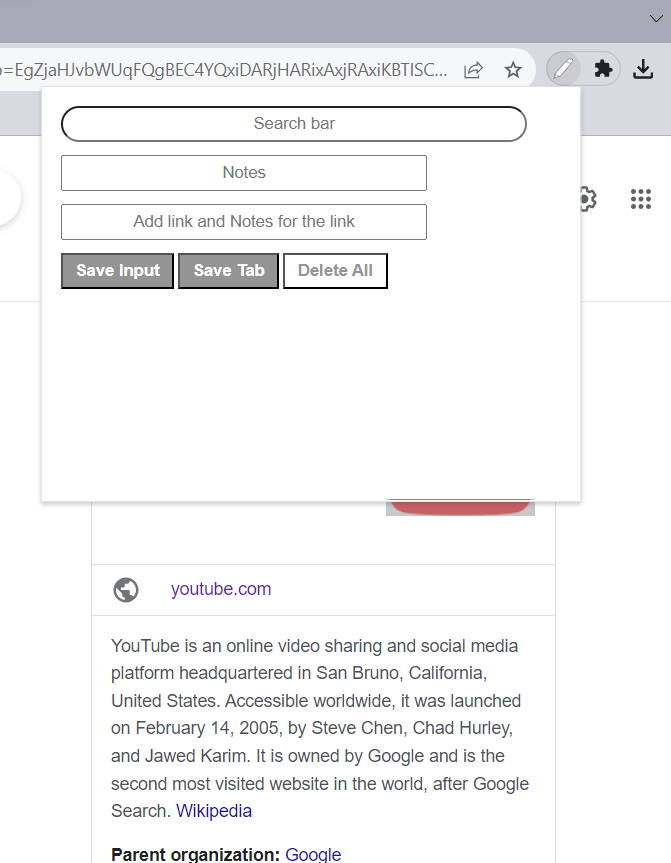 =EgZjaHJvbWUqFQgBEC4YQxiDARjHARixAxjRAxiKBTISC...
Search bar
Notes
Add link and Notes for the link
Save Input Save Tab Delete All
youtube.com
YouTube is an online video sharing and social media
platform headquartered in San Bruno, California,
United States. Accessible worldwide, it was launched
on February 14, 2005, by Steve Chen, Chad Hurley,
and Jawed Karim. It is owned by Google and is the
second most visited website in the world, after Google
Search. Wikipedia
Parent organization: Google